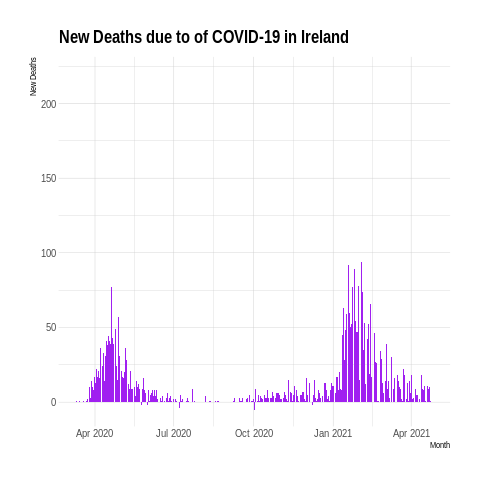 New Deaths due to of COVID-19 in Ireland
New Deaths
200
150
100
50
0
Apr 2020 Jul 2020 Oct 2020 Jan 2021 Apr 2021
Month